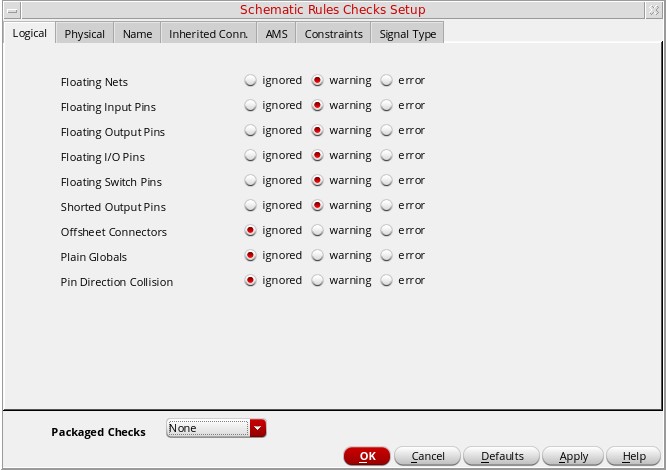 Schematic Rules Checks Setup
Logical Physical Name Inherited Conn. AMS Constraints Signal Type
Floating Nets ignored warning error
Floating Input Pins ignored warning error
Floating Output Pins ignored warning error
Floating I/O Pins ignored warning error
Floating Switch Pins ignored warning error
Shorted Output Pins ignored warning error
Offsheet Connectors ignored warning error
Plain Globals ignored warning error
Pin Direction Collision ignored warning error
Packaged Checks None
OK Cancel Defaults Apply Help